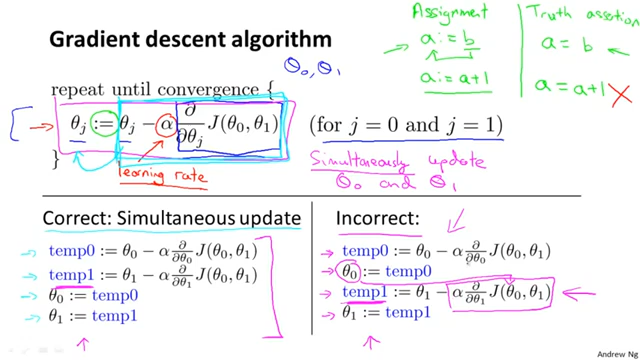 Assignment
Truth assertion
Gradient descent algorithm
a := b
a = b
θ₀, θ₁
a := a+1
a = a+1
repeat until convergence {
θⱼ := θⱼ − α ∂/∂θⱼ J(θ₀, θ₁)
(for j = 0 and j = 1)
}
learning rate
Simultaneously update
θ₀ and θ₁
Correct: Simultaneous update
temp0 := θ₀ − α ∂/∂θ₀ J(θ₀, θ₁)
temp1 := θ₁ − α ∂/∂θ₁ J(θ₀, θ₁)
θ₀ := temp0
θ₁ := temp1
Incorrect:
temp0 := θ₀ − α ∂/∂θ₀ J(θ₀, θ₁)
θ₀ := temp0
temp1 := θ₁ − α ∂/∂θ₁ J(θ₀, θ₁)
θ₁ := temp1
Andrew Ng